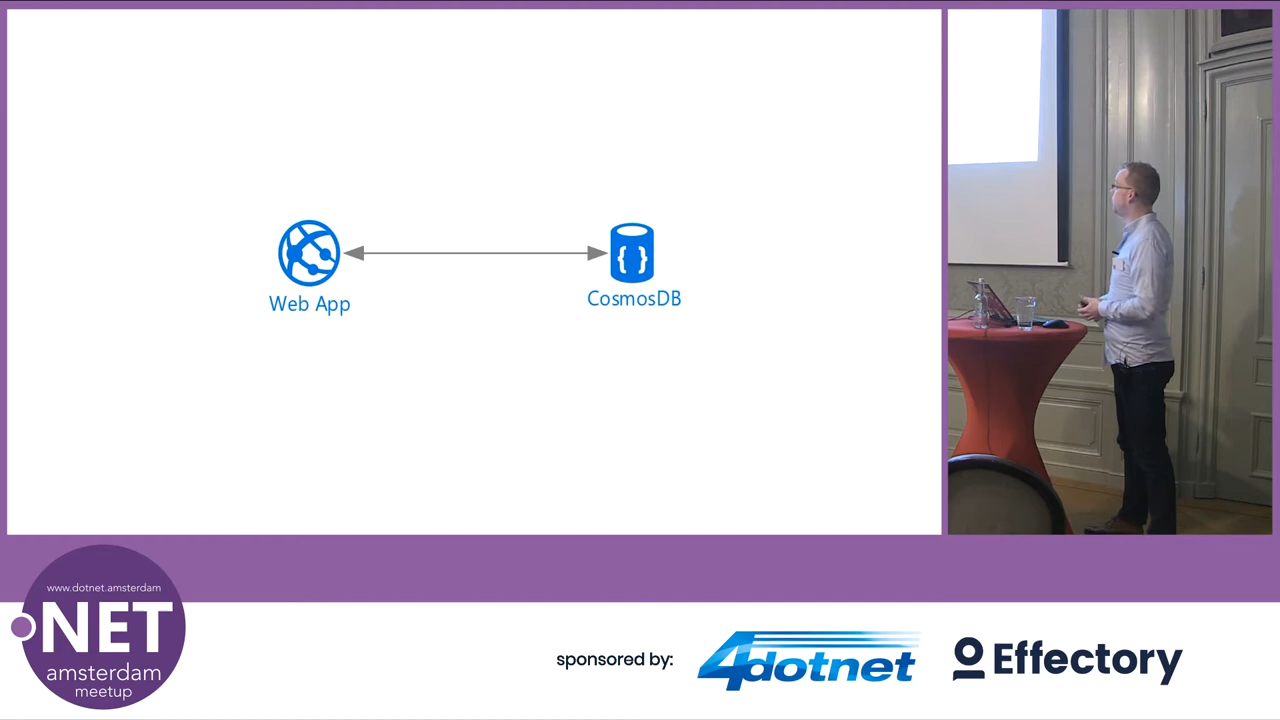 Web App
CosmosDB
www.dotnet.amsterdam
.NET
amsterdam
meetup
sponsored by:
4dotnet
Effectory